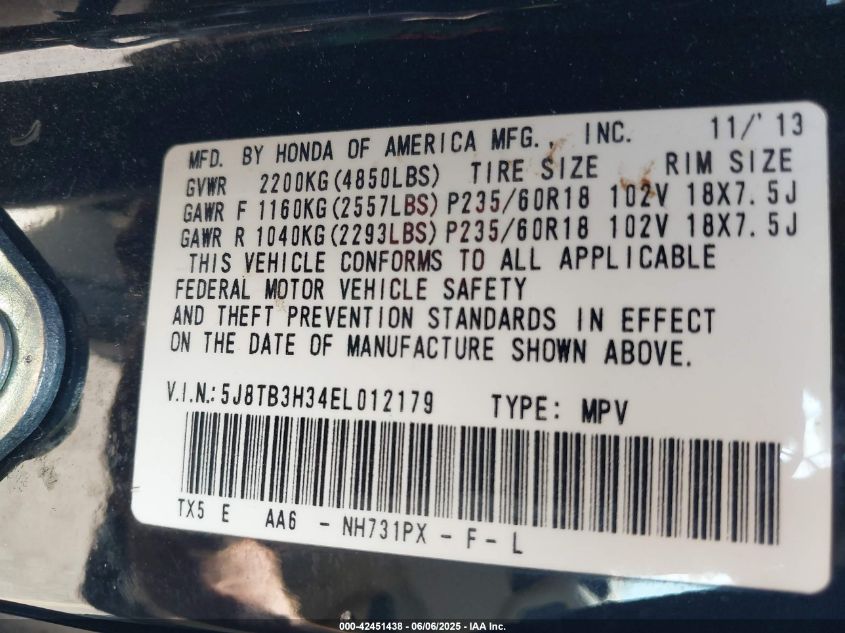 MFD. BY HONDA OF AMERICA MFG., INC. 11/'13
GVWR 2200KG(4850LBS) TIRE SIZE RIM SIZE
GAWR F 1160KG(2557LBS) P235/60R18 102V 18X7.5J
GAWR R 1040KG(2293LBS) P235/60R18 102V 18X7.5J
THIS VEHICLE CONFORMS TO ALL APPLICABLE
FEDERAL MOTOR VEHICLE SAFETY
AND THEFT PREVENTION STANDARDS IN EFFECT
ON THE DATE OF MANUFACTURE SHOWN ABOVE.
V.I.N.: 5J8TB3H34EL012179 TYPE: MPV
TX5 E AA6 - NH731PX - F - L
000-42451438 - 06/06/2025 - IAA Inc.